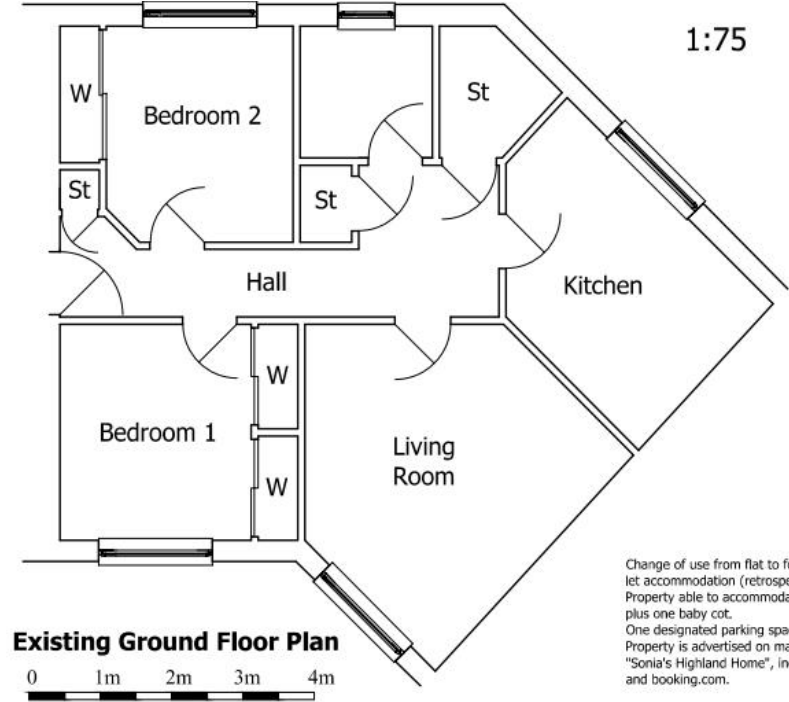 1:75
W
Bedroom 2
St
St
St
Hall
Kitchen
W
Bedroom 1
Living
Room
W
Existing Ground Floor Plan
0 1m 2m 3m 4m
Change of use from flat to
let accommodation
Property able to
plus one baby cot.
One designated parking
Property is advertised on
"Sonia's Highland Home",
and booking.com.